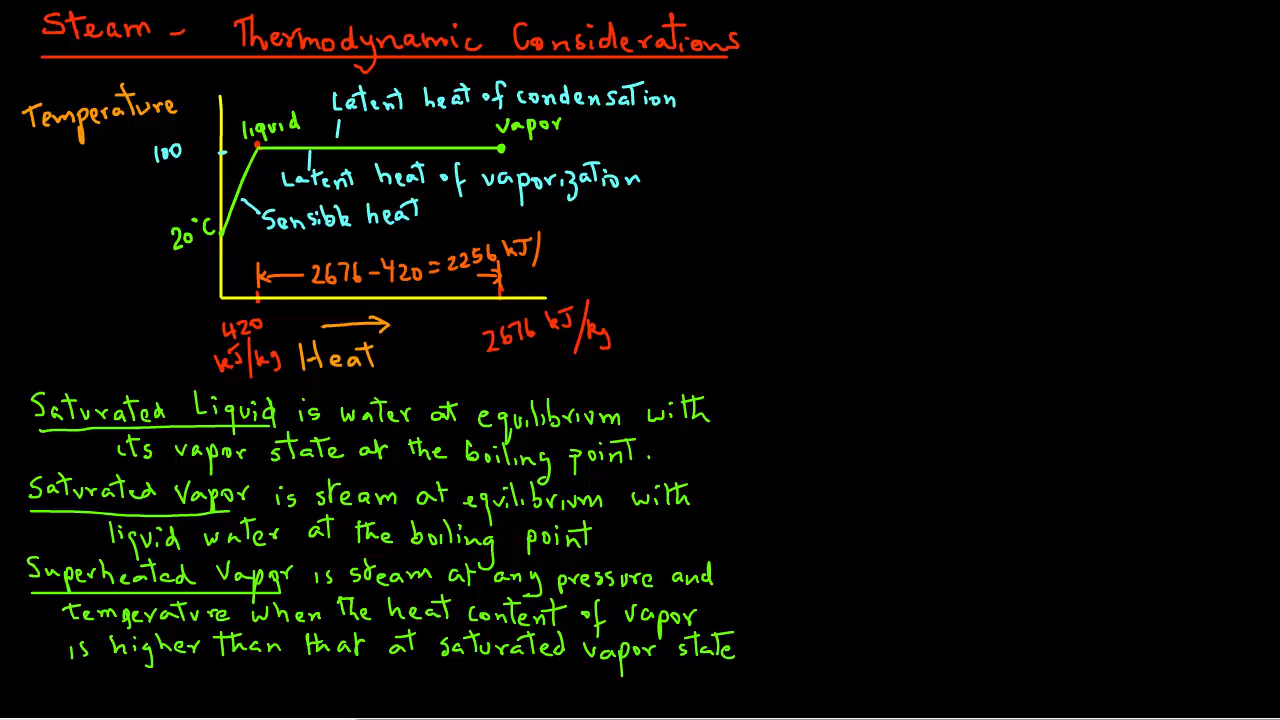 Steam - Thermodynamic Considerations
Temperature
Latent heat of condensation
liquid
vapor
100
Latent heat of vaporization
Sensible heat
20°C
2676-420=2256 kJ/
420
kJ/kg
Heat
2676 kJ/kg
Saturated Liquid is water at equilibrium with
its vapor state at the boiling point.
Saturated Vapor is steam at equilibrium with
liquid water at the boiling point
Superheated Vapor is steam at any pressure and
temperature when the heat content of vapor
is higher than that at saturated vapor state